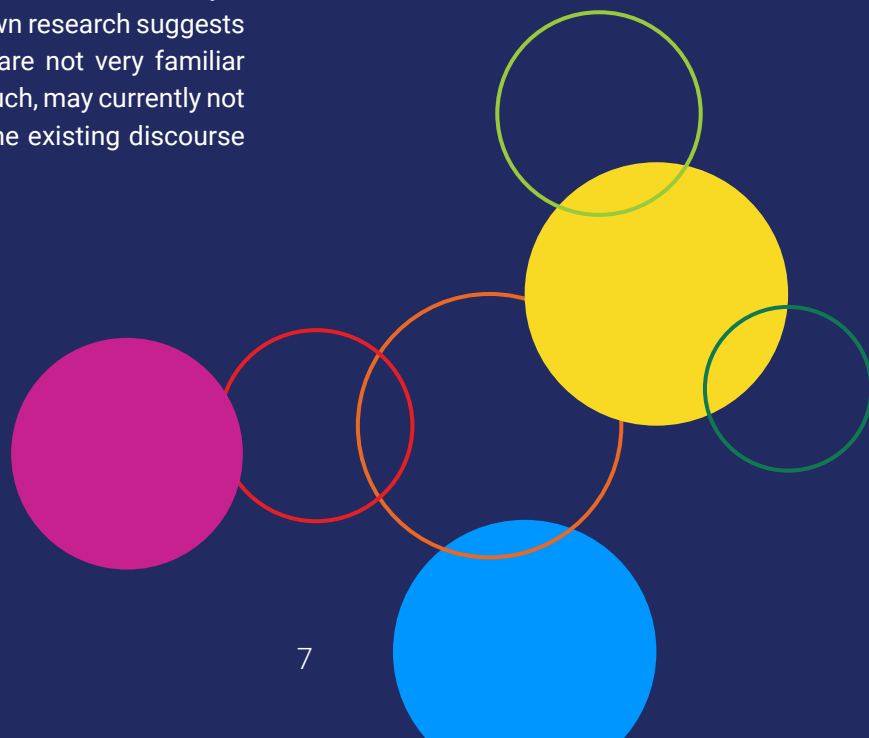 wn research suggests
are not very familiar
uch, may currently not
he existing discourse
7